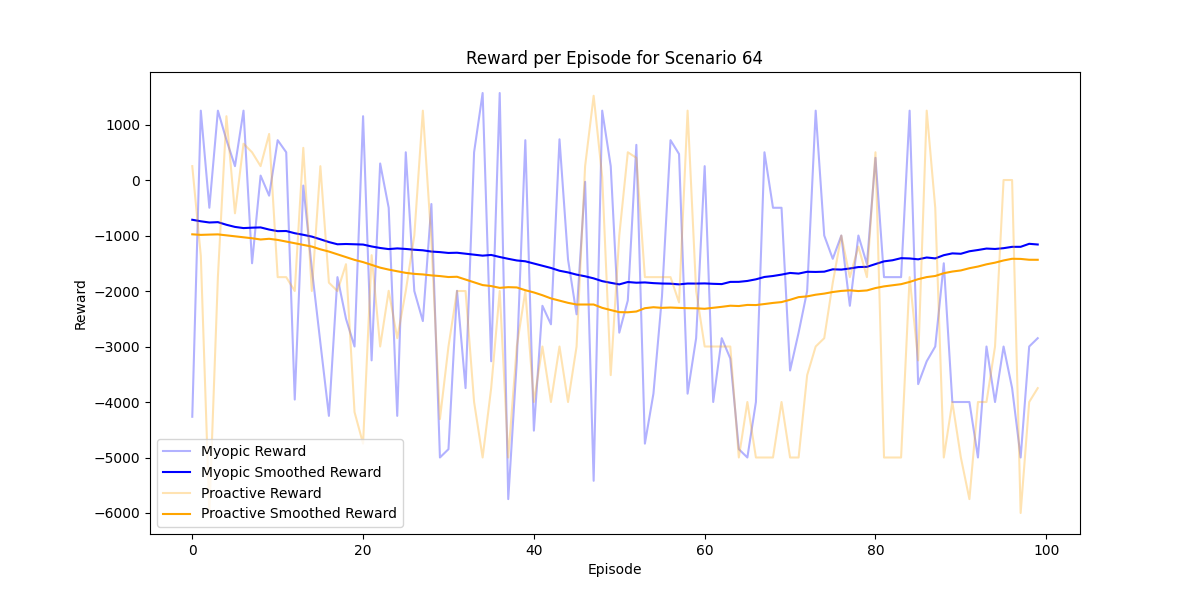 Reward per Episode for Scenario 64
Reward
1000
0
−1000
−2000
−3000
−4000
−5000
−6000
Myopic Reward
Myopic Smoothed Reward
Proactive Reward
Proactive Smoothed Reward
0
20
40
60
80
100
Episode